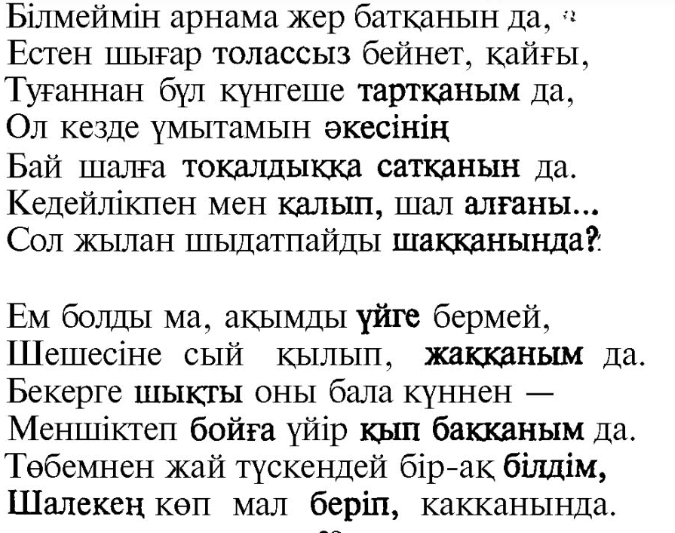 Білмеймін арнама жер батқанын да,
Естен шығар толассыз бейнет, қайғы,
Туғаннан бұл күнгеше тартқаным да,
Ол кезде ұмытамын әкесінің
Бай шалға тоқалдыққа сатқанын да.
Кедейлікпен мен қалып, шал алғаны...
Сол жылан шыдатпайды шаққанында?

Ем болды ма, ақымды үйге бермей,
Шешесіне сый қылып, жаққаным да.
Бекерге шықты оны бала күннен —
Меншіктеп бойға үйір қып баққаным да.
Төбемнен жай түскендей бір-ақ білдім,
Шалекең көп мал беріп, какканында.